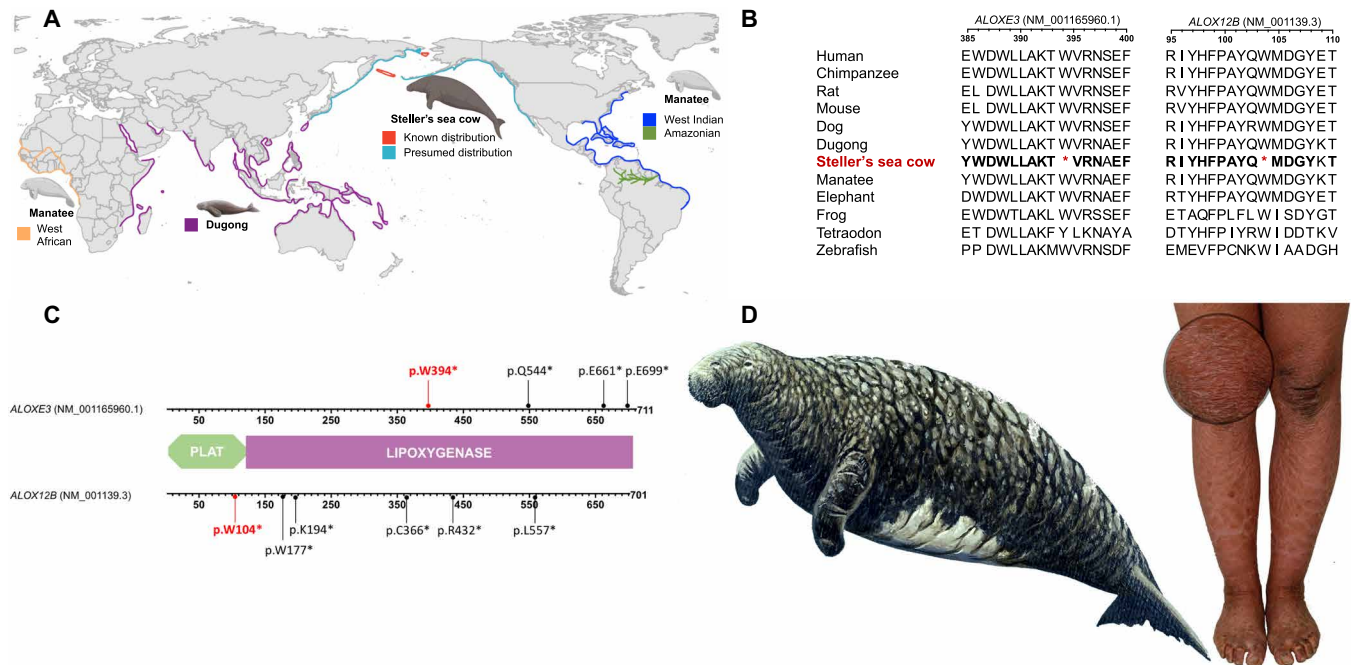 A
Steller's sea cow
Known distribution
Presumed distribution
Manatee
West Indian
Amazonian
Manatee
West
African
Dugong
B
ALOXE3 (NM_001165960.1)
385 390 395 400
ALOX12B (NM_001139.3)
95 100 105 110
Human EWDWLLAKTWVRNSEF RIYHFPAYQWMDGYET
Chimpanzee EWDWLLAKTWVRNSEF RIYHFPAYQWMDGYET
Rat ELDWLLAKTWVRNSEF RVYHFPAYQWMDGYET
Mouse ELDWLLAKTWVRNSEF RVYHFPAYQWMDGYET
Dog YWDWLLAKTWVRNSEF RIYHFPAYRWMDGYET
Dugong YWDWLLAKTWVRNAEF RIYHFPAYQWMDGYKT
Steller's sea cow YWDWLLAKT*VRNAEF RIYHFPAYQ*MDGYKT
Manatee YWDWLLAKTWVRNAEF RIYHFPAYQWMDGYKT
Elephant DWDWLLAKTWVRNAEF RTYHFPAYQWMDGYKT
Frog EWDWTLAKLWVRSSEF ETAQFPLFLWISDYGT
Tetraodon ETDWLLAKFYLKNAYA DTYHFPIYRWIDDTKV
Zebrafish PPDWLLAKMWVRNSDF EMEVFPCNKWIAADGH
C
p.W394* p.Q544* p.E661* p.E699*
ALOXE3 (NM_001165960.1) 711
50 150 250 350 450 550 650
PLAT LIPOXYGENASE
ALOX12B (NM_001139.3) 701
50 150 250 350 450 550 650
p.W104* p.K194* p.C366* p.R432* p.L557*
p.W177*
D